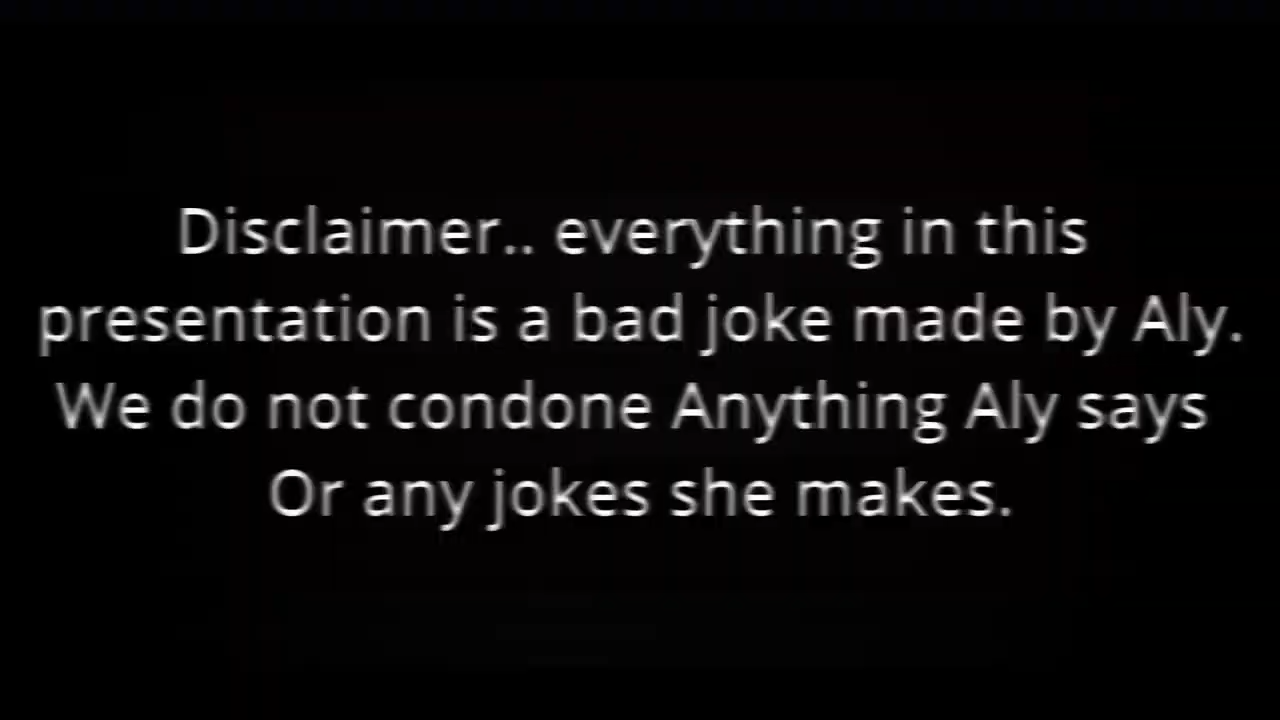 Disclaimer.. everything in this
presentation is a bad joke made by Aly.
We do not condone Anything Aly says
Or any jokes she makes.